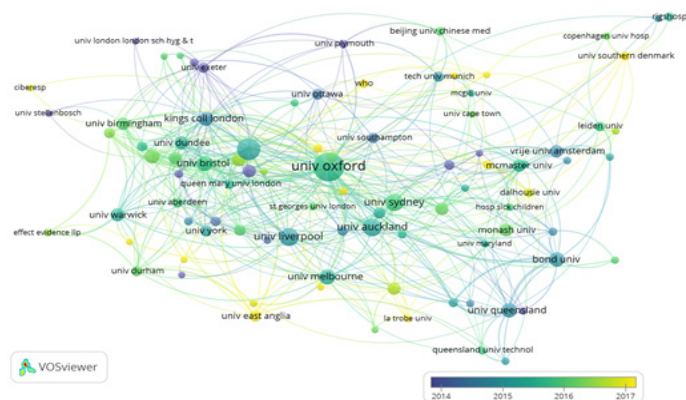 rigshosp
beijing univ chinese med
copenhagen univ hosp
univ london london sch hyg & t
univ plymouth
univ southern denmark
univ exeter
tech univ munich
ciberesp
who
univ ottawa
mcgill univ
univ stellenbosch
univ cape town
kings coll london
univ birmingham
leiden univ
univ southampton
univ dundee
vrije univ amsterdam
univ bristol
univ oxford
mcmaster univ
queen mary univ london
dalhousie univ
univ aberdeen
st georges univ london
univ sydney
hosp sick children
univ warwick
effect evidence llp
univ york
univ liverpool
univ auckland
monash univ
univ maryland
bond univ
univ durham
univ melbourne
univ east anglia
la trobe univ
univ queensland
queensland univ technol
VOSviewer
2014 2015 2016 2017